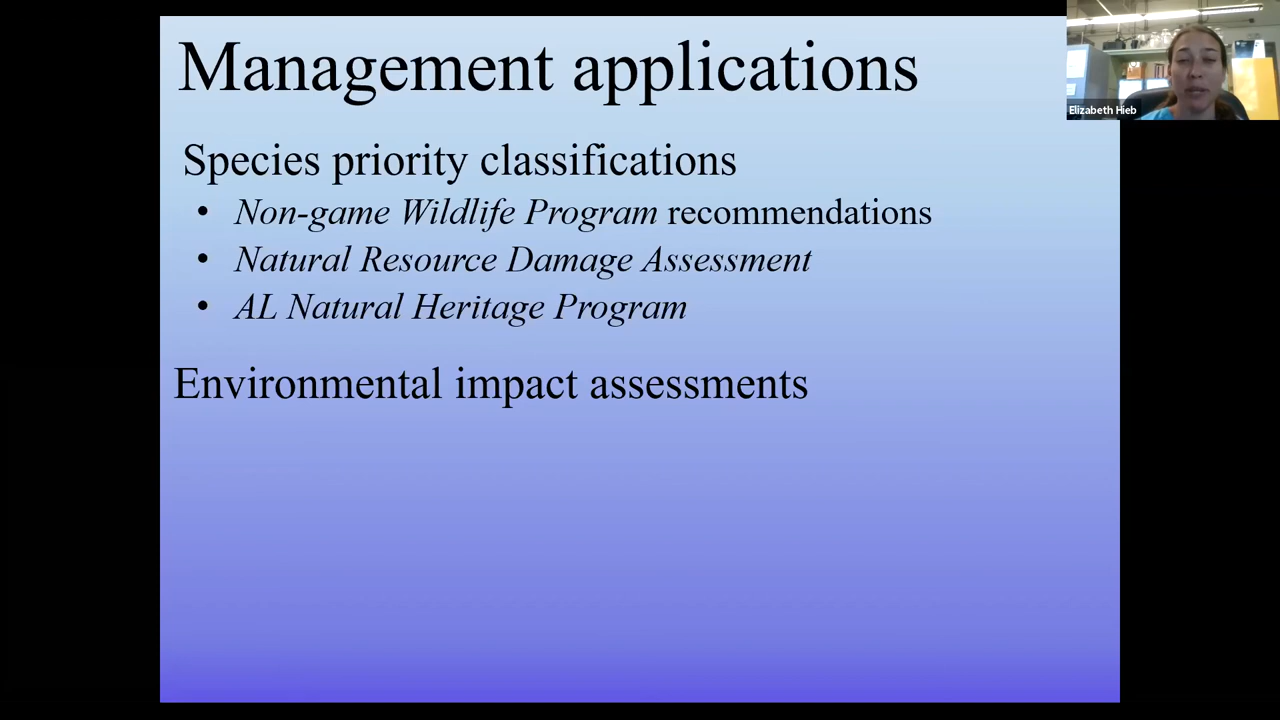 Management applications
Species priority classifications
• Non-game Wildlife Program recommendations
• Natural Resource Damage Assessment
• AL Natural Heritage Program
Environmental impact assessments
Elizabeth Hieb